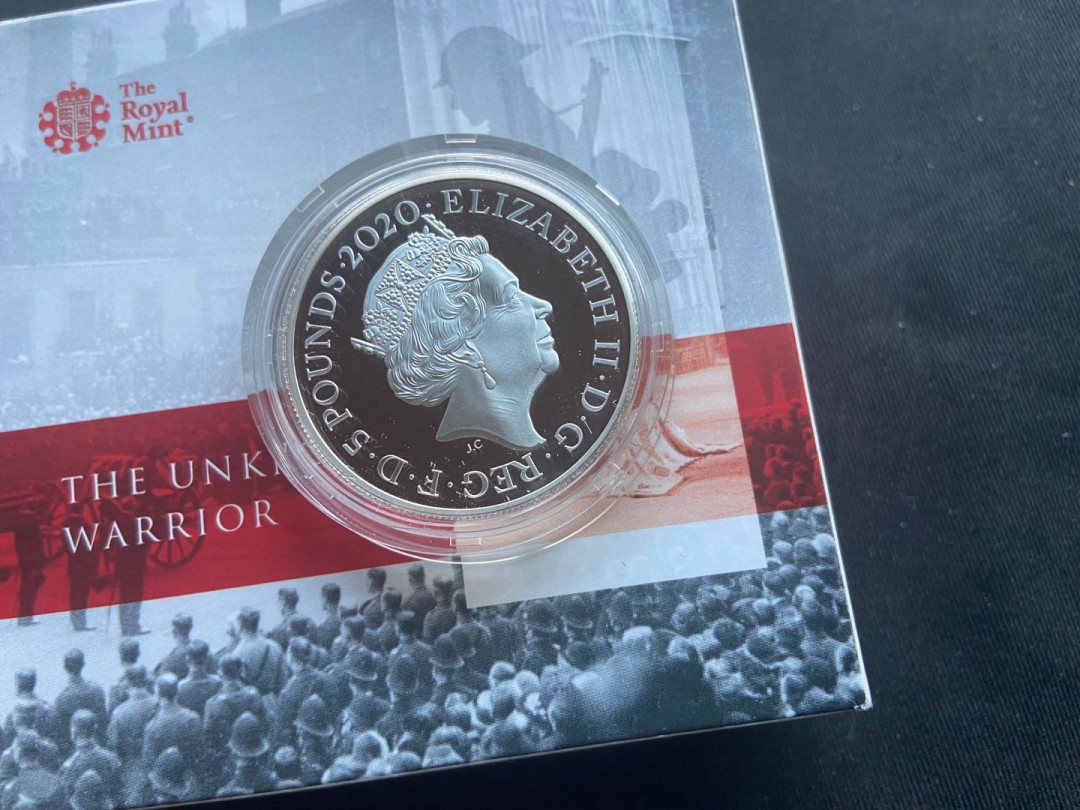 The
Royal
Mint®
ELIZABETH II · D · G · REG · F · D · 5 POUNDS · 2020 ·
J.C
THE UNK
WARRIOR